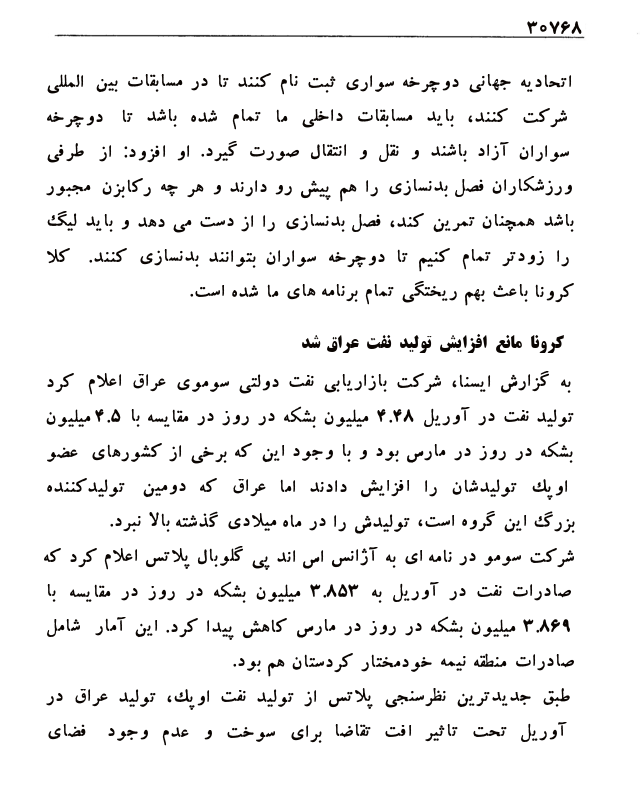 ۳۰۷۶۸
اتحادیه جهانی دوچرخه سواری ثبت نام کنند تا در مسابقات بین المللی
شرکت کنند، باید مسابقات داخلی ما تمام شده باشد تا دوچرخه
سواران آزاد باشند و نقل و انتقال صورت گیرد. او افزود: از طرفی
ورزشکاران فصل بدنسازی را هم پیش رو دارند و هر چه رکابزن مجبور
باشد همچنان تمرین کند، فصل بدنسازی را از دست می دهد و باید لیگ
را زودتر تمام کنیم تا دوچرخه سواران بتوانند بدنسازی کنند. کلا
کرونا باعث بهم ریختگی تمام برنامه های ما شده است.
کرونا مانع افزایش تولید نفت عراق شد
به گزارش ایسنا، شرکت بازاریابی نفت دولتی سوموی عراق اعلام کرد
تولید نفت در آوریل ۴.۴۸ میلیون بشکه در روز در مقایسه با ۴.۵ میلیون
بشکه در روز در مارس بود و با وجود این که برخی از کشورهای عضو
اوپک تولیدشان را افزایش دادند اما عراق که دومین تولیدکننده
بزرگ این گروه است، تولیدش را در ماه میلادی گذشته بالا نبرد.
شرکت سومو در نامه ای به آژانس اس اند پی گلوبال پلاتس اعلام کرد که
صادرات نفت در آوریل به ۳.۸۵۳ میلیون بشکه در روز در مقایسه با
۳.۸۶۹ میلیون بشکه در روز در مارس کاهش پیدا کرد. این آمار شامل
صادرات منطقه نیمه خودمختار کردستان هم بود.
طبق جدیدترین نظرسنجی پلاتس از تولید نفت اوپک، تولید عراق در
آوریل تحت تاثیر افت تقاضا برای سوخت و عدم وجود فضای